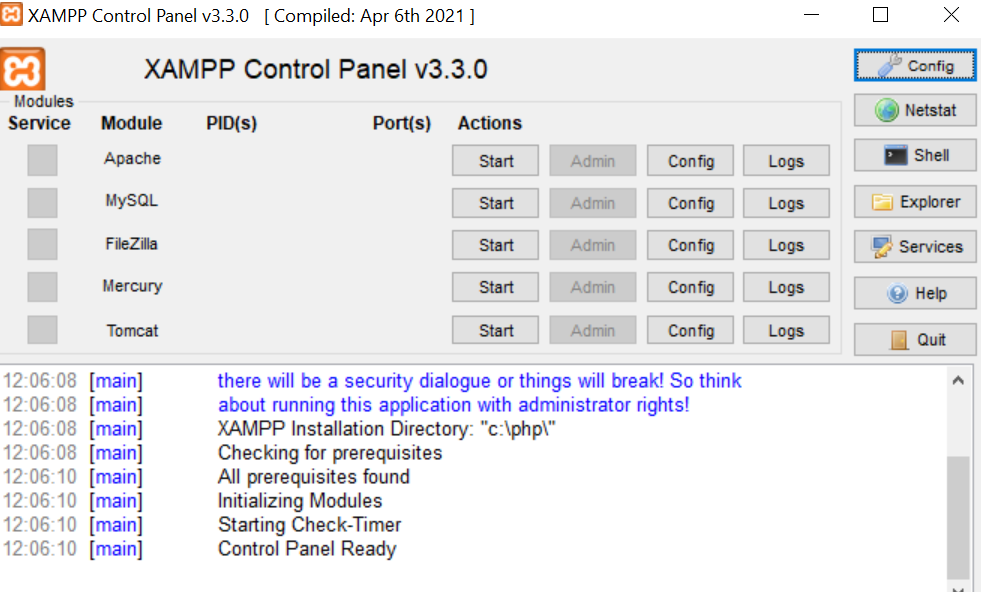 XAMPP Control Panel v3.3.0 [ Compiled: Apr 6th 2021 ]
XAMPP Control Panel v3.3.0
Config
Modules
Service Module PID(s) Port(s) Actions
Netstat
Apache Start Admin Config Logs
Shell
MySQL Start Admin Config Logs
Explorer
FileZilla Start Admin Config Logs
Services
Mercury Start Admin Config Logs
Help
Tomcat Start Admin Config Logs
Quit
12:06:08 [main] there will be a security dialogue or things will break! So think
12:06:08 [main] about running this application with administrator rights!
12:06:08 [main] XAMPP Installation Directory: "c:\php\"
12:06:08 [main] Checking for prerequisites
12:06:10 [main] All prerequisites found
12:06:10 [main] Initializing Modules
12:06:10 [main] Starting Check-Timer
12:06:10 [main] Control Panel Ready